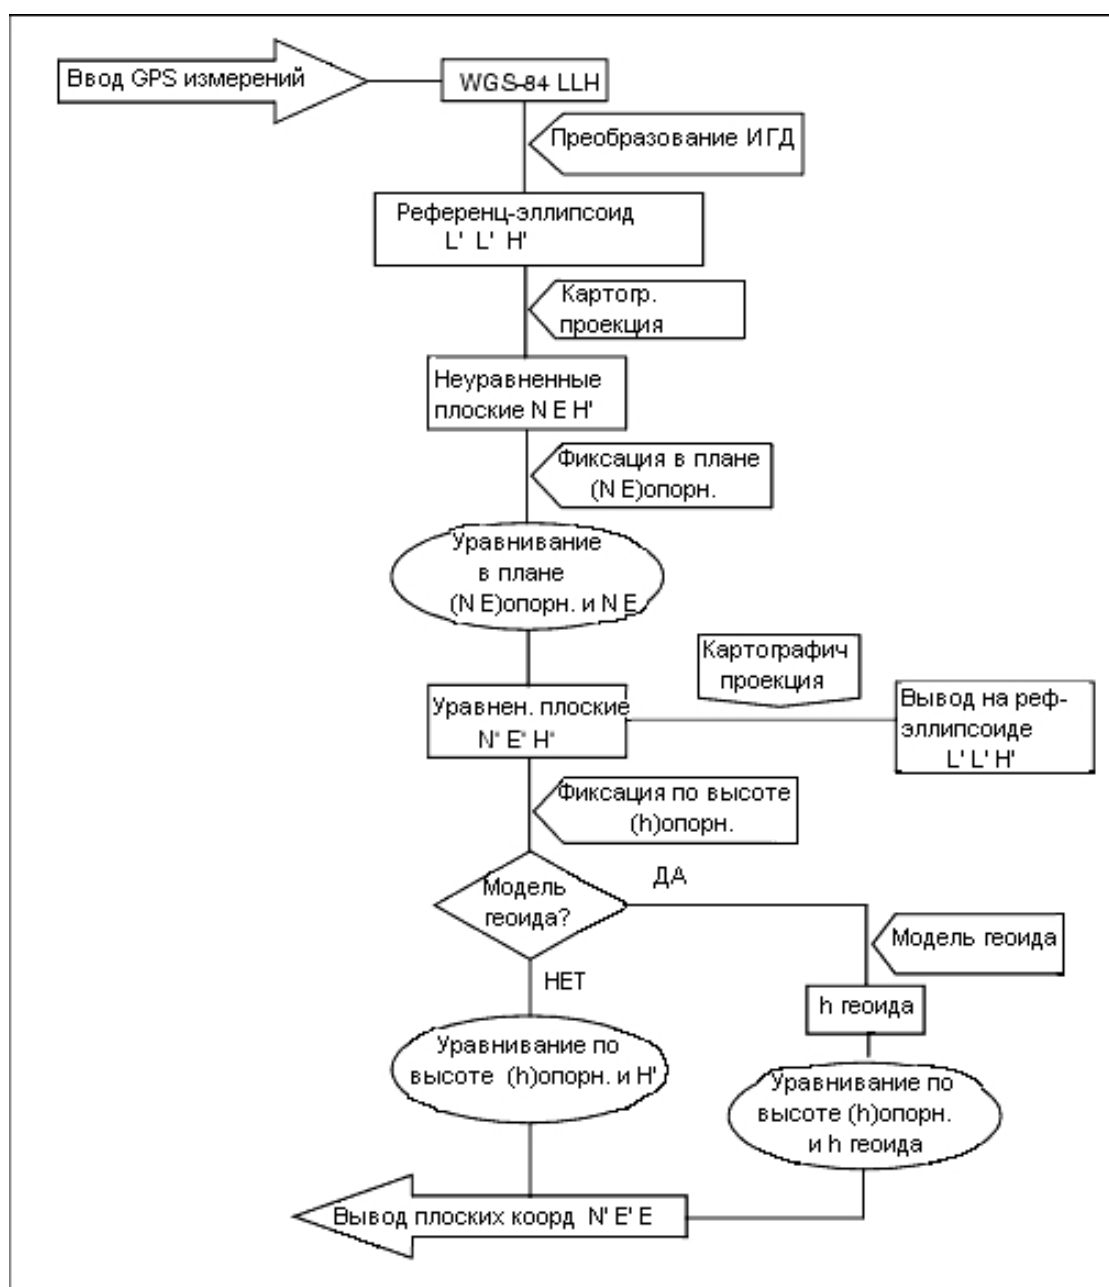 Ввод GPS измерений
WGS-84 LLH
Преобразование ИГД
Референц-эллипсоид
L' L' H'
Картогр.
проекция
Неуравненные
плоские N E H'
Фиксация в плане
(N E)опорн.
Уравнивание
в плане
(N E)опорн. и N E
Картографич
проекция
Уравнен. плоские
N' E' H'
Вывод на реф-
эллипсоиде
L' L' H'
Фиксация по высоте
(h)опорн.
Модель
геоида?
ДА
Модель геоида
НЕТ
h геоида
Уравнивание по
высоте (h)опорн. и H'
Уравнивание по
высоте (h)опорн.
и h геоида
Вывод плоских коорд N' E' E